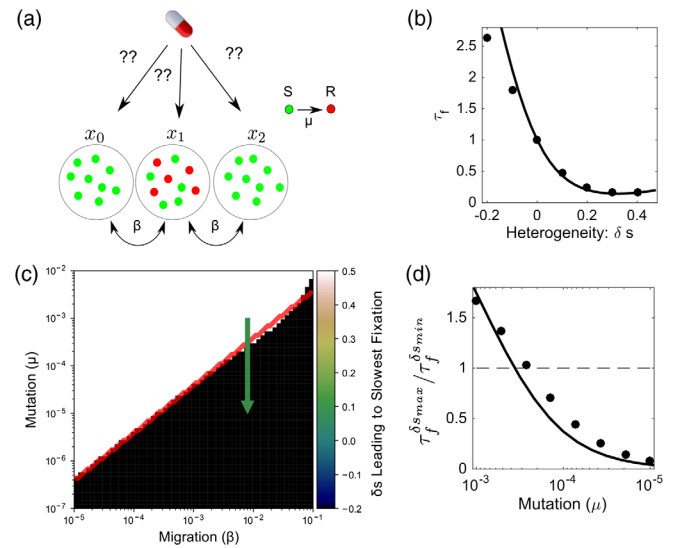 (a)
??
??
??
S
R
μ
x₀
x₁
x₂
β
β
(b)
2.5
2
1.5
1
0.5
0
τf
-0.2
0
0.2
0.4
Heterogeneity: δ s
(c)
10⁻²
10⁻³
10⁻⁴
10⁻⁵
10⁻⁶
10⁻⁷
Mutation (μ)
10⁻⁵
10⁻⁴
10⁻³
10⁻²
10⁻¹
Migration (β)
0.5
0.4
0.3
0.2
0.1
0.0
-0.1
-0.2
δs Leading to Slowest Fixation
(d)
1.5
1
0.5
0
τ_f^{δs_max} / τ_f^{δs_min}
10⁻³
10⁻⁴
10⁻⁵
Mutation (μ)